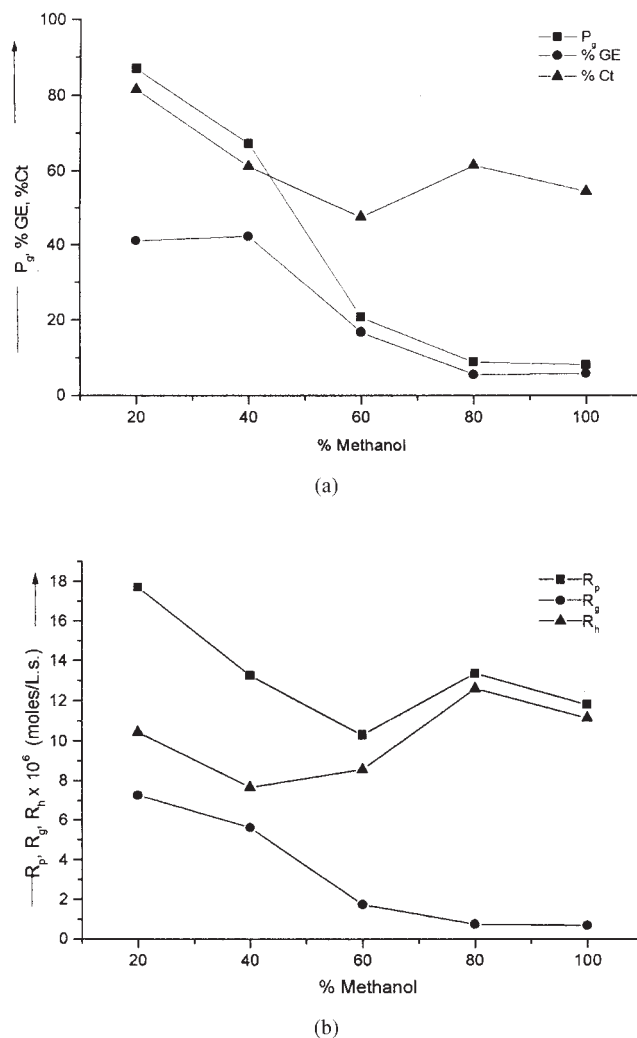 100
80
60
40
20
0
P_g, % GE, %Ct
P_g
% GE
% Ct
20 40 60 80 100
% Methanol
(a)
18
16
14
12
10
8
6
4
2
0
R_p, R_g, R_h x 10^6 (moles/L.s.)
R_p
R_g
R_h
20 40 60 80 100
% Methanol
(b)